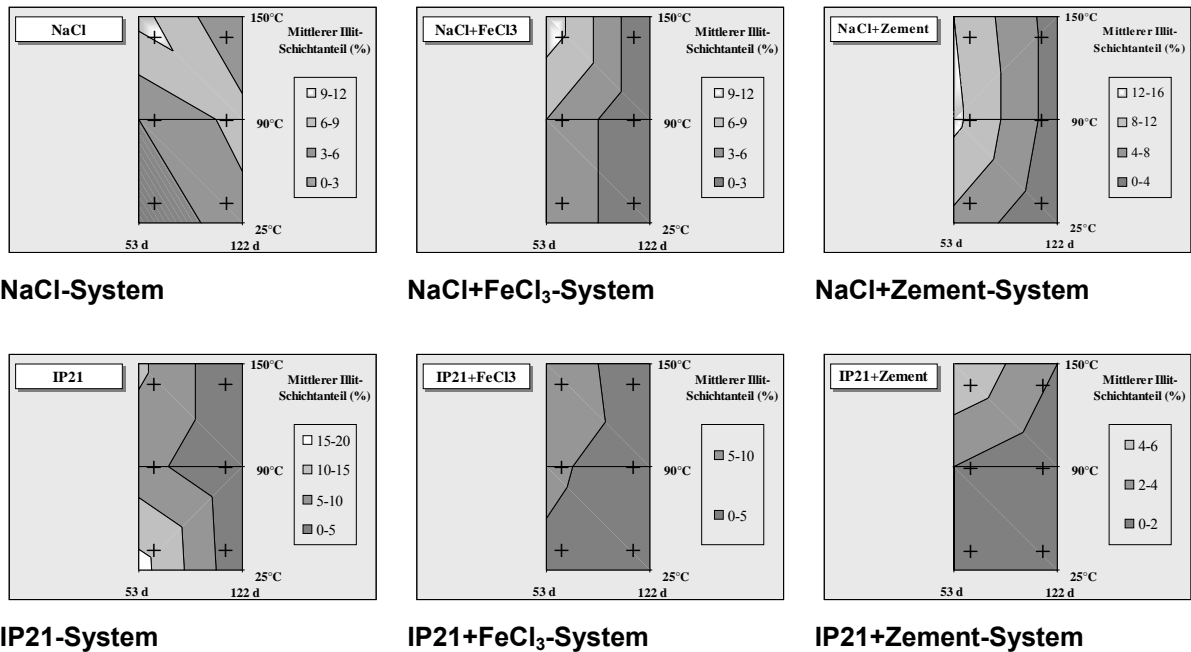 NaCl
150°C
Mittlerer Illit-
Schichtanteil (%)
9-12
6-9
3-6
0-3
90°C
25°C
53 d
122 d
NaCl-System
NaCl+FeCl3
150°C
Mittlerer Illit-
Schichtanteil (%)
9-12
6-9
3-6
0-3
90°C
25°C
53 d
122 d
NaCl+FeCl₃-System
NaCl+Zement
150°C
Mittlerer Illit-
Schichtanteil (%)
12-16
8-12
4-8
0-4
90°C
25°C
53 d
122 d
NaCl+Zement-System
IP21
150°C
Mittlerer Illit-
Schichtanteil (%)
15-20
10-15
5-10
0-5
90°C
25°C
53 d
122 d
IP21-System
IP21+FeCl3
150°C
Mittlerer Illit-
Schichtanteil (%)
5-10
0-5
90°C
25°C
53 d
122 d
IP21+FeCl₃-System
IP21+Zement
150°C
Mittlerer Illit-
Schichtanteil (%)
4-6
2-4
0-2
90°C
25°C
53 d
122 d
IP21+Zement-System